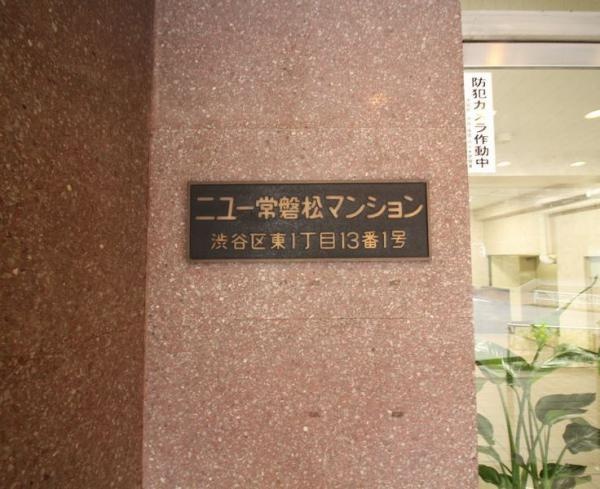 ニュー常磐松マンション
渋谷区東1丁目13番1号
防犯カメラ作動中